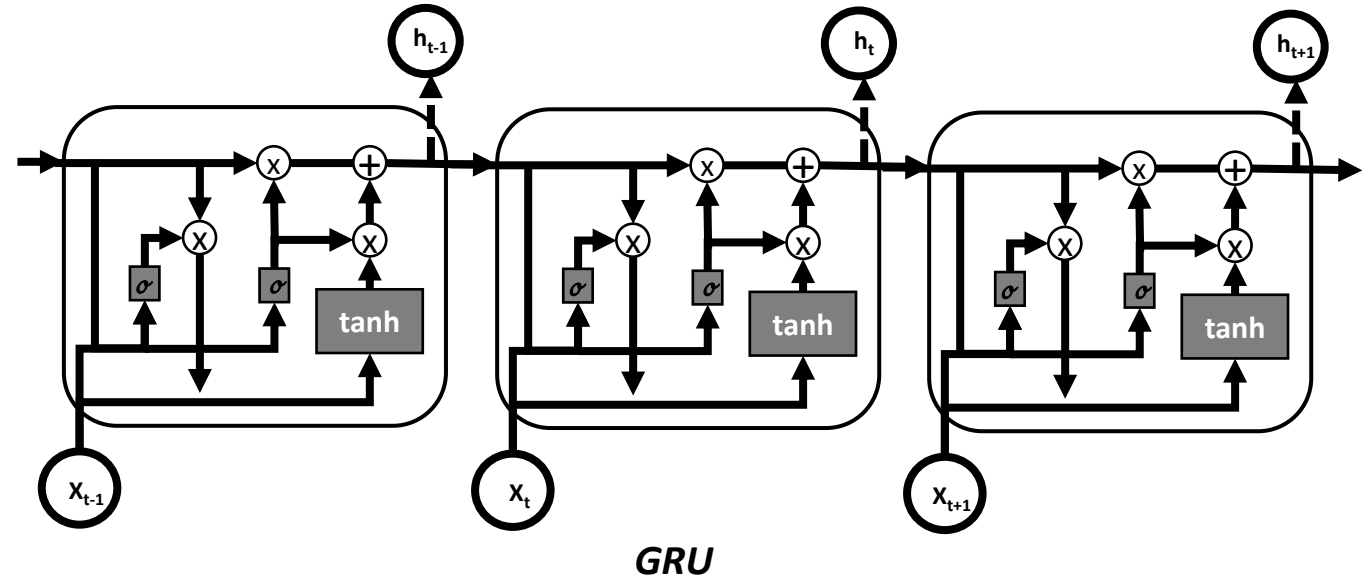 h_{t-1} h_t h_{t+1}
x x x + + +
x x x x x x
σ σ σ σ σ σ
tanh tanh tanh
X_{t-1} X_t X_{t+1}
GRU